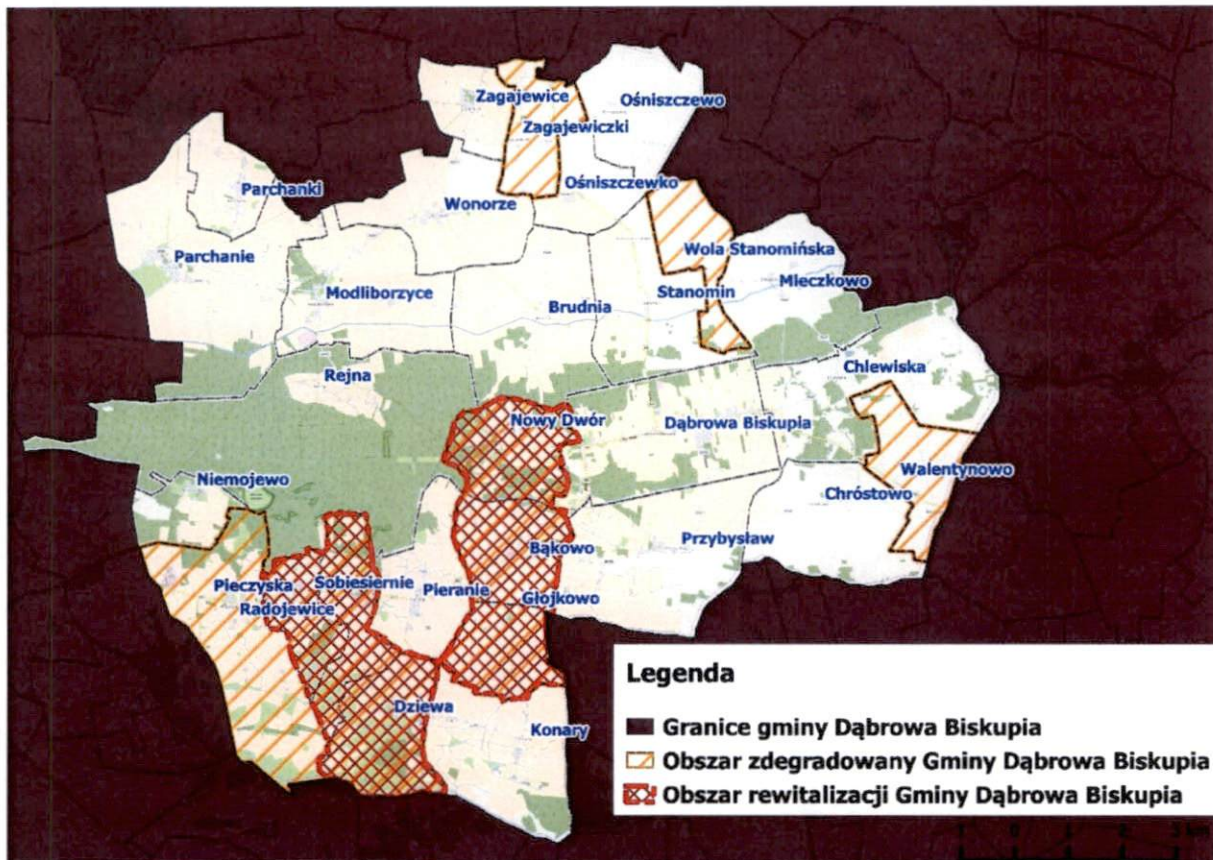 Zagajewice
Ośniszczewo
Zagajewiczki
Parchanki
Ośniszczewko
Wonorze
Parchanie
Wola Stanomińska
Modliborzyce
Brudnia
Stanomin
Mleczkowo
Rejna
Chlewiska
Nowy Dwór
Dąbrowa Biskupia
Niemojewo
Walentynowo
Chróstowo
Przybysław
Bąkowo
Pieczyska
Sobiesiernie
Pieranie
Radojewice
Głojkowo
Dziewa
Konary
Legenda
Granice gminy Dąbrowa Biskupia
Obszar zdegradowany Gminy Dąbrowa Biskupia
Obszar rewitalizacji Gminy Dąbrowa Biskupia